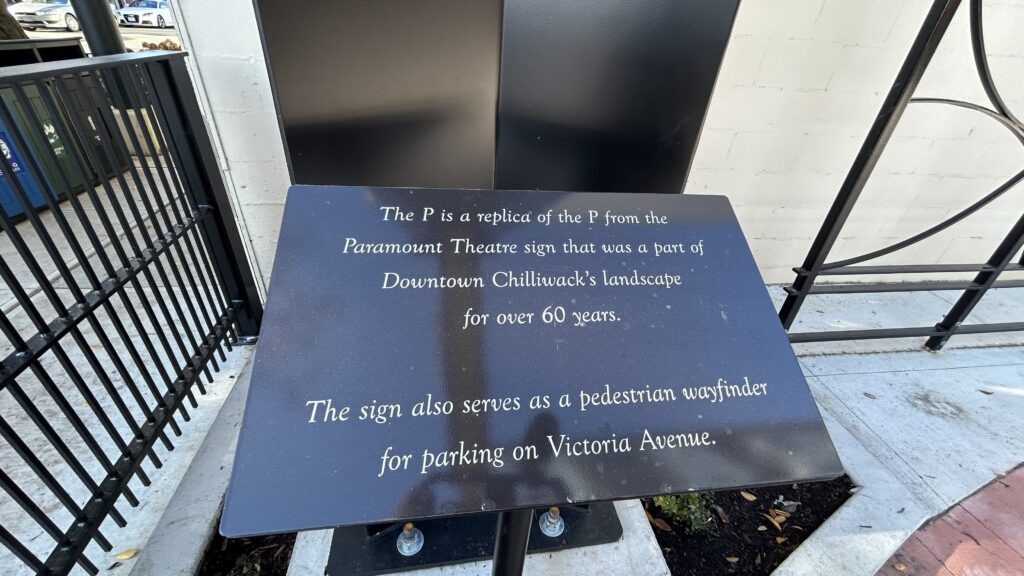 The P is a replica of the P from the
Paramount Theatre sign that was a part of
Downtown Chilliwack's landscape
for over 60 years.
The sign also serves as a pedestrian wayfinder
for parking on Victoria Avenue.